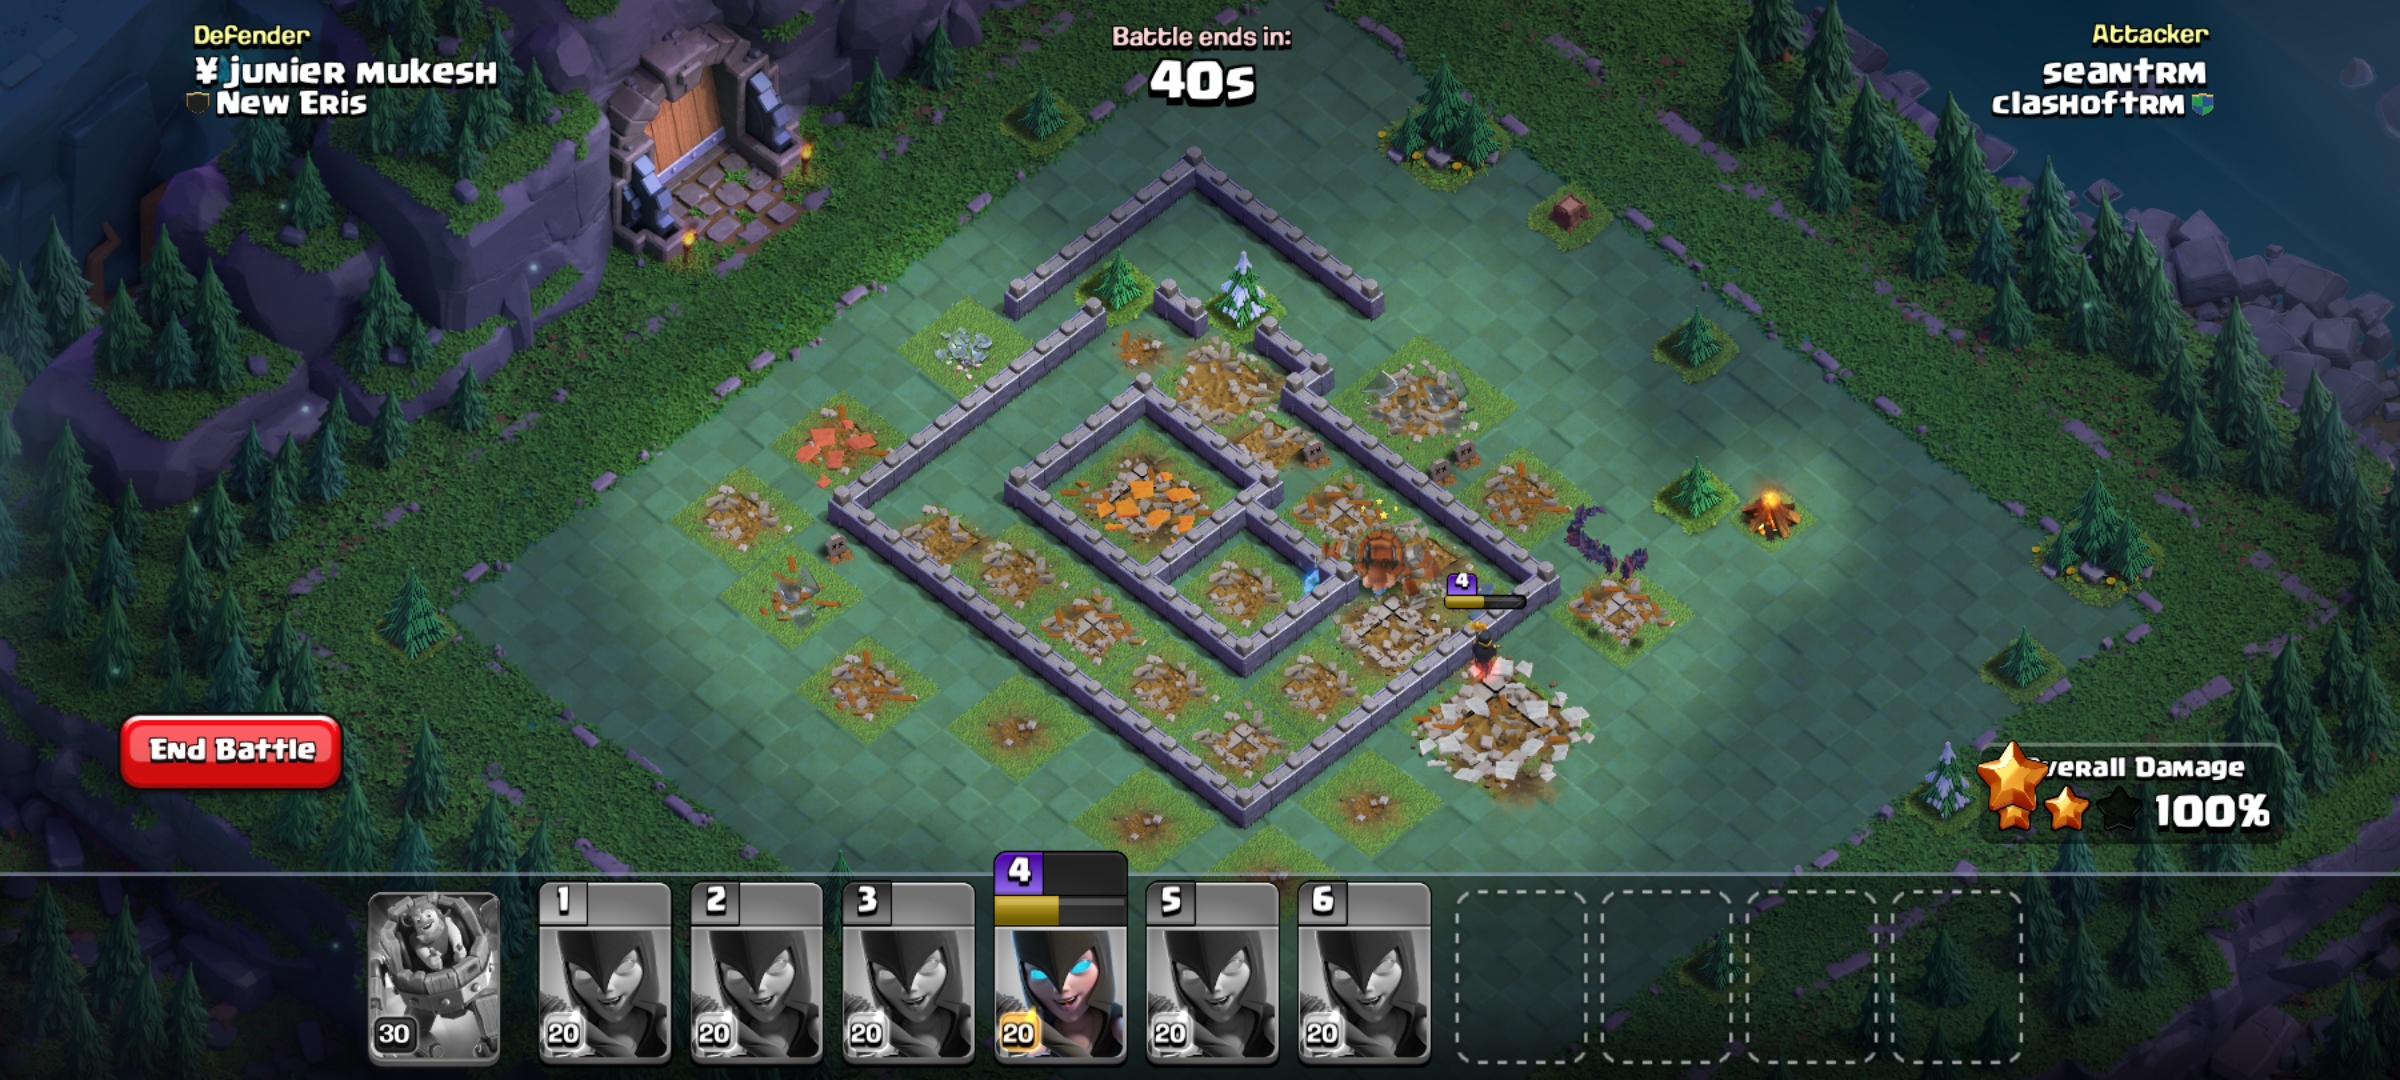 Defender
¥ JUNIER MUKESH
New Eris
Battle ends in:
40s
Attacker
seantRM
clashoftRM
4
End Battle
verall Damage
100%
4
1
2
3
5
6
30
20
20
20
20
20
20